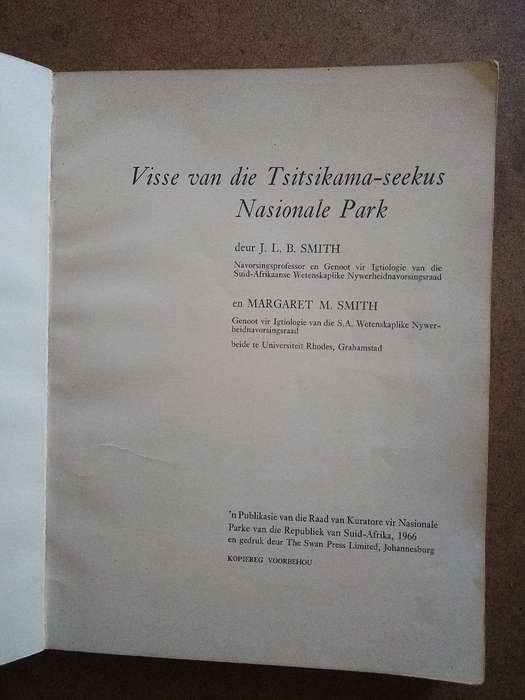 Visse van die Tsitsikama-seekus
Nasionale Park
deur J. L. B. SMITH
Navorsingsprofessor en Genoot vir Igtiologie van die
Suid-Afrikaanse Wetenskaplike Nywerheidnavorsingsraad
en MARGARET M. SMITH
Genoot vir Igtiologie van die S.A. Wetenskaplike Nywer-
heidnavorsingsraad
beide te Universiteit Rhodes, Grahamstad
'n Publikasie van die Raad van Kuratore vir Nasionale
Parke van die Republiek van Suid-Afrika, 1966
en gedruk deur The Swan Press Limited, Johannesburg
KOPIEREG VOORBEHOU